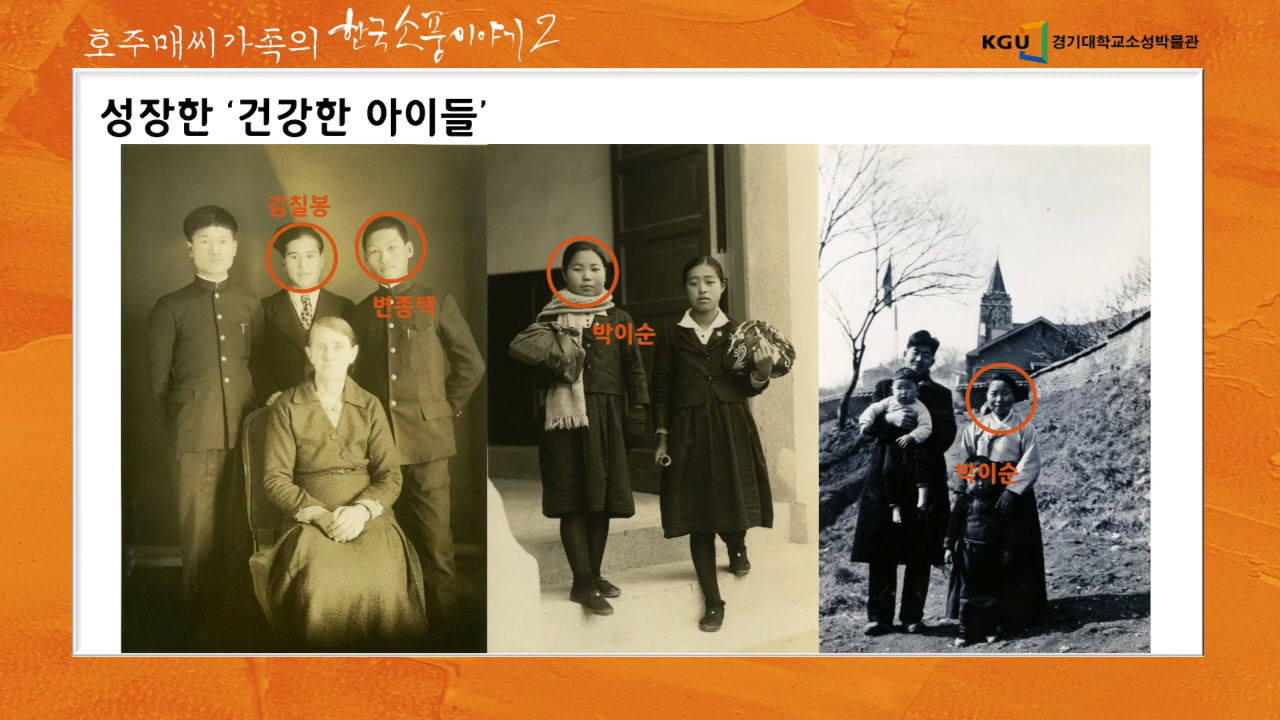 호주매씨가족의 한국소풍이야기2
KGU 경기대학교소성박물관
성장한 ‘건강한 아이들’
김칠봉
변종택
박이순
박이순